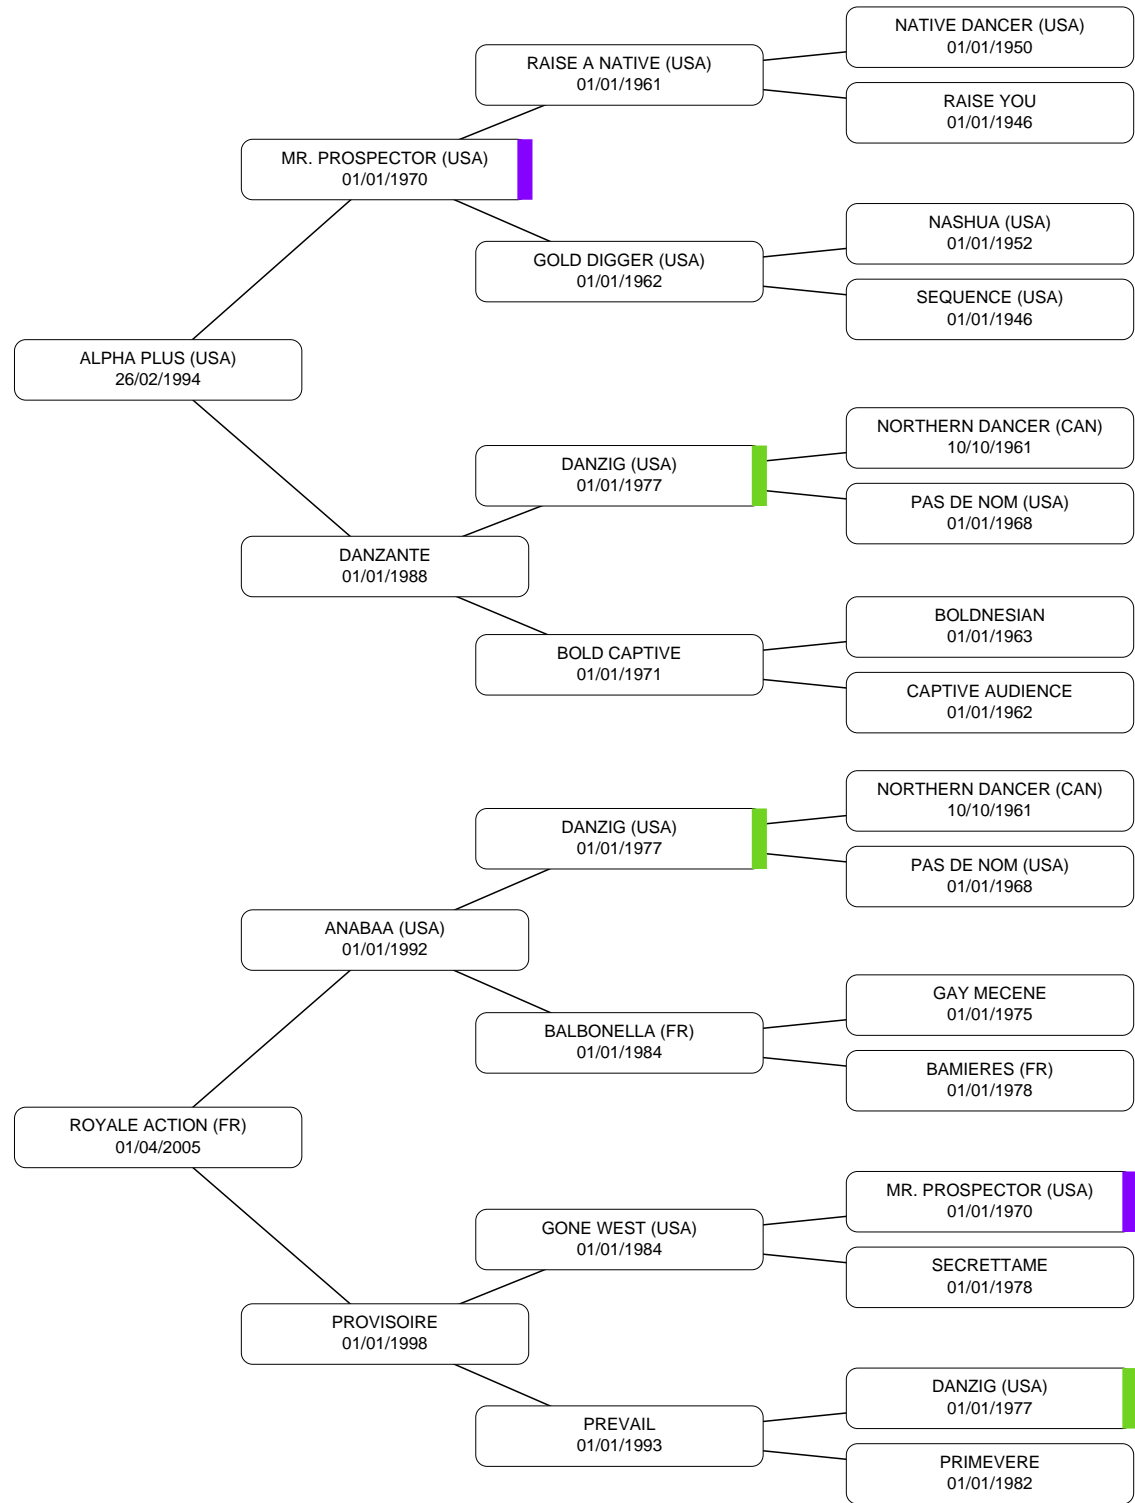 NATIVE DANCER (USA)
01/01/1950
RAISE A NATIVE (USA)
01/01/1961
RAISE YOU
01/01/1946
MR. PROSPECTOR (USA)
01/01/1970
NASHUA (USA)
01/01/1952
GOLD DIGGER (USA)
01/01/1962
SEQUENCE (USA)
01/01/1946
ALPHA PLUS (USA)
26/02/1994
NORTHERN DANCER (CAN)
10/10/1961
DANZIG (USA)
01/01/1977
PAS DE NOM (USA)
01/01/1968
DANZANTE
01/01/1988
BOLDNESIAN
01/01/1963
BOLD CAPTIVE
01/01/1971
CAPTIVE AUDIENCE
01/01/1962
NORTHERN DANCER (CAN)
10/10/1961
DANZIG (USA)
01/01/1977
PAS DE NOM (USA)
01/01/1968
ANABAA (USA)
01/01/1992
GAY MECENE
01/01/1975
BALBONELLA (FR)
01/01/1984
BAMIERES (FR)
01/01/1978
ROYALE ACTION (FR)
01/04/2005
MR. PROSPECTOR (USA)
01/01/1970
GONE WEST (USA)
01/01/1984
SECRETTAME
01/01/1978
PROVISOIRE
01/01/1998
DANZIG (USA)
01/01/1977
PREVAIL
01/01/1993
PRIMEVERE
01/01/1982